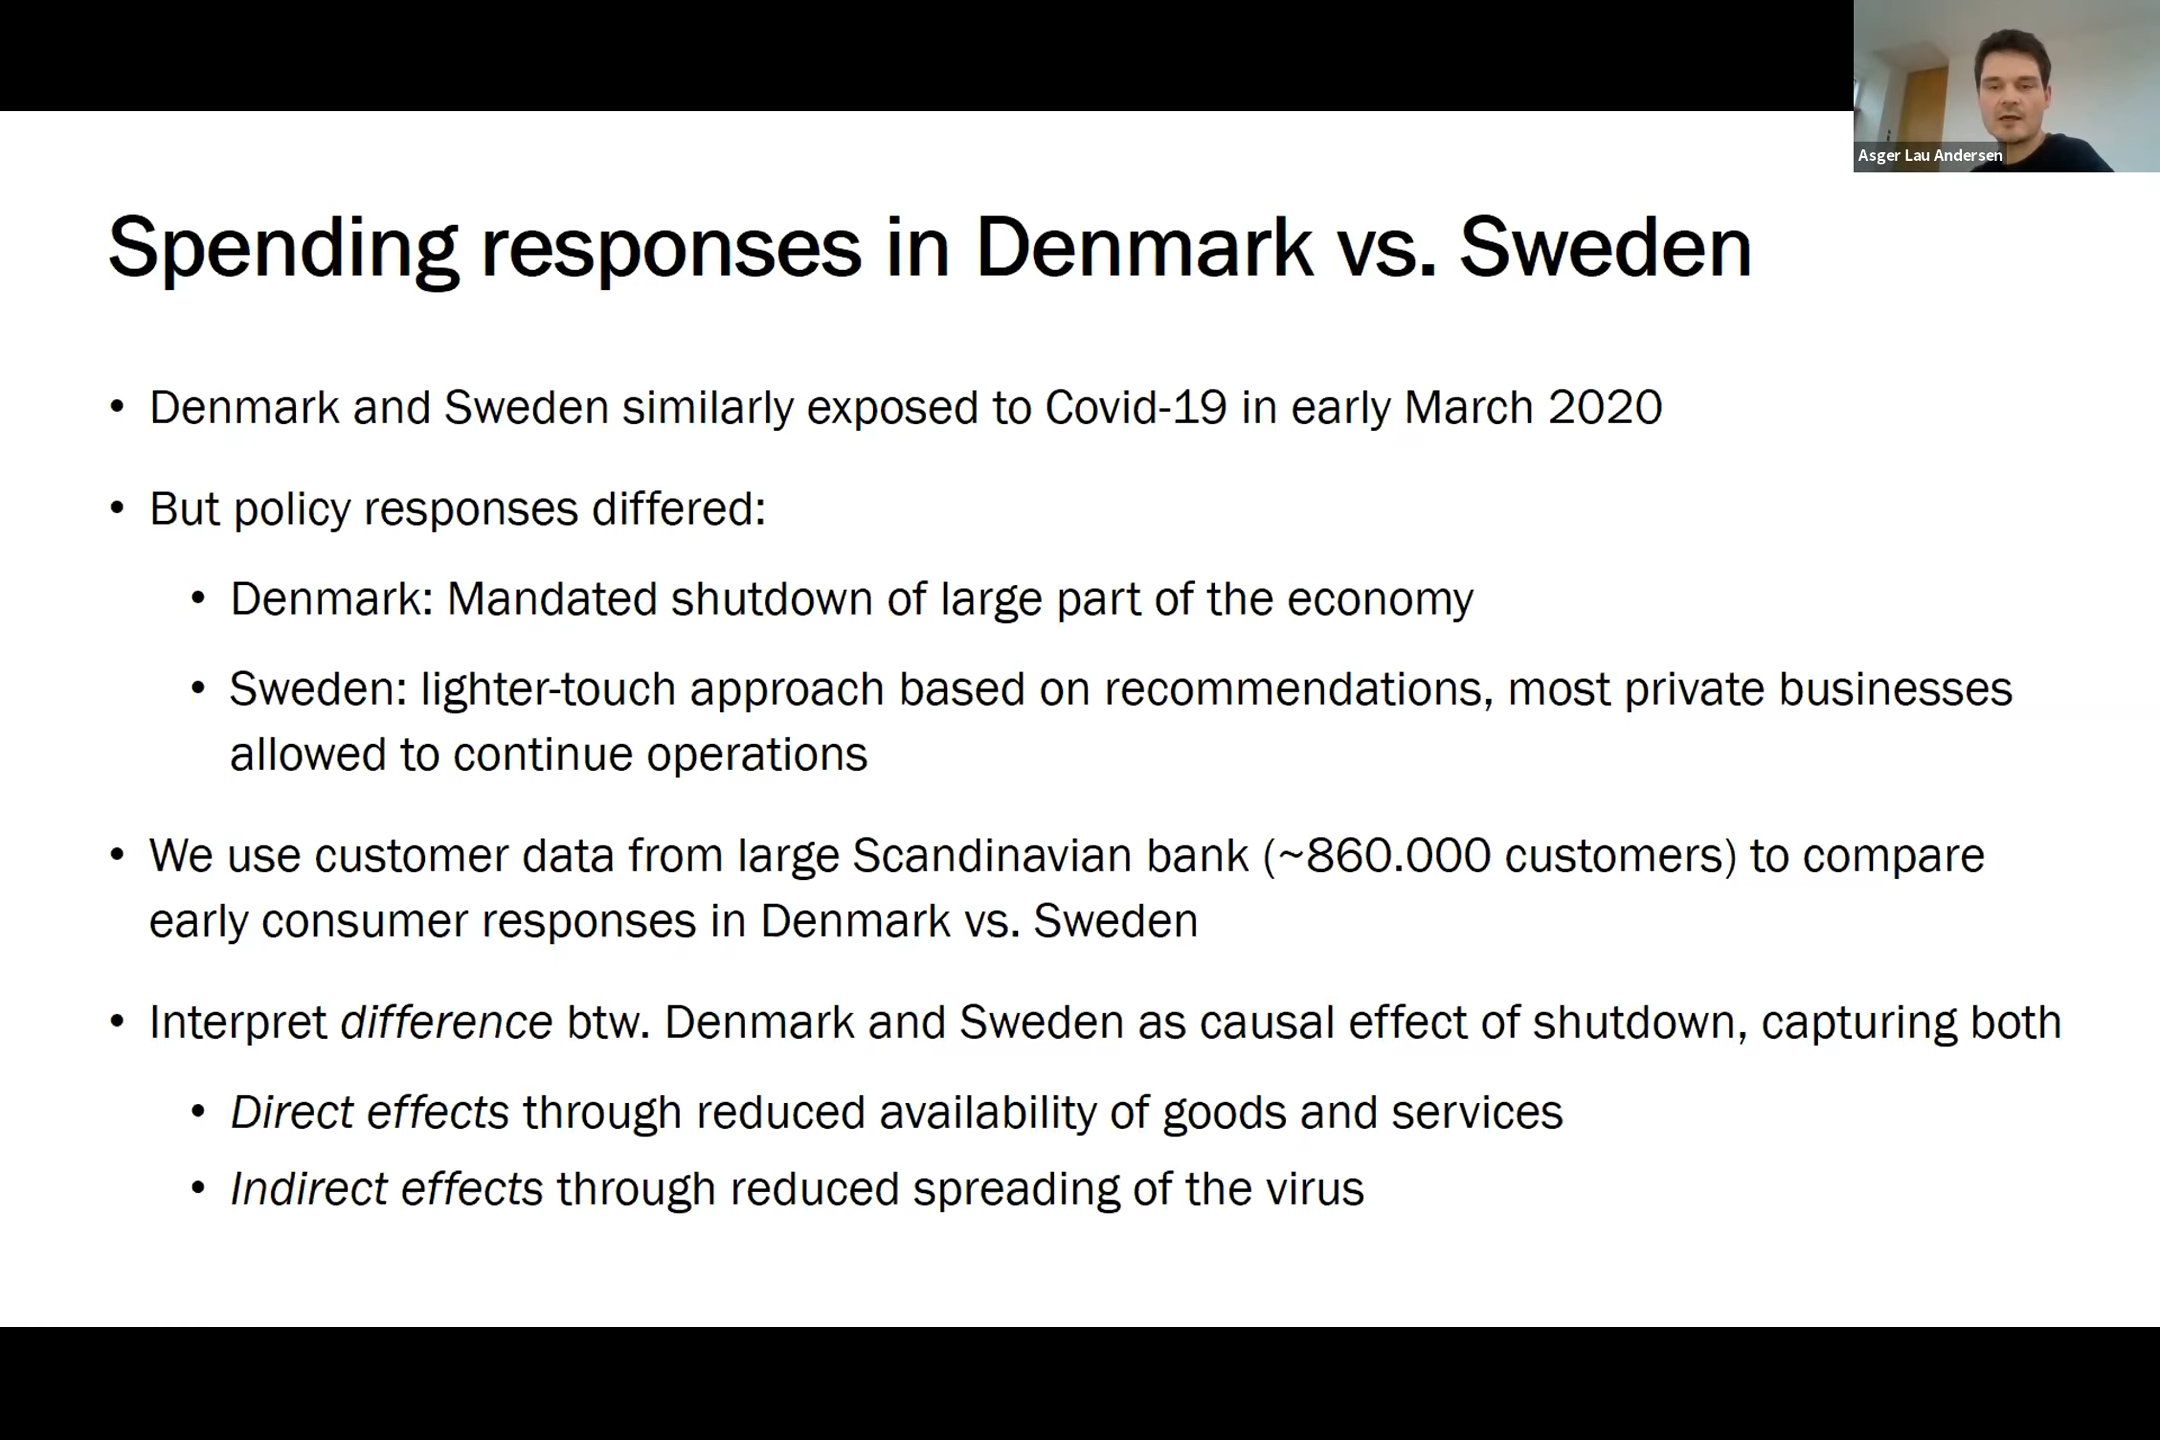 Asger Lau Andersen
Spending responses in Denmark vs. Sweden
• Denmark and Sweden similarly exposed to Covid-19 in early March 2020
• But policy responses differed:
• Denmark: Mandated shutdown of large part of the economy
• Sweden: lighter-touch approach based on recommendations, most private businesses
allowed to continue operations
• We use customer data from large Scandinavian bank (~860.000 customers) to compare
early consumer responses in Denmark vs. Sweden
• Interpret difference btw. Denmark and Sweden as causal effect of shutdown, capturing both
• Direct effects through reduced availability of goods and services
• Indirect effects through reduced spreading of the virus